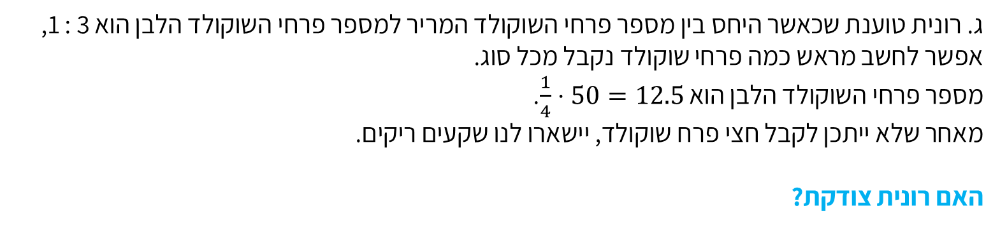 ג. רונית טוענת שכאשר היחס בין מספר פרחי השוקולד המריר למספר פרחי השוקולד הלבן הוא 3 : 1,
אפשר לחשב מראש כמה פרחי שוקולד נקבל מכל סוג.
מספר פרחי השוקולד הלבן הוא 12.5 = 50 · 1/4.
מאחר שלא ייתכן לקבל חצי פרח שוקולד, יישארו לנו שקעים ריקים.
האם רונית צודקת?